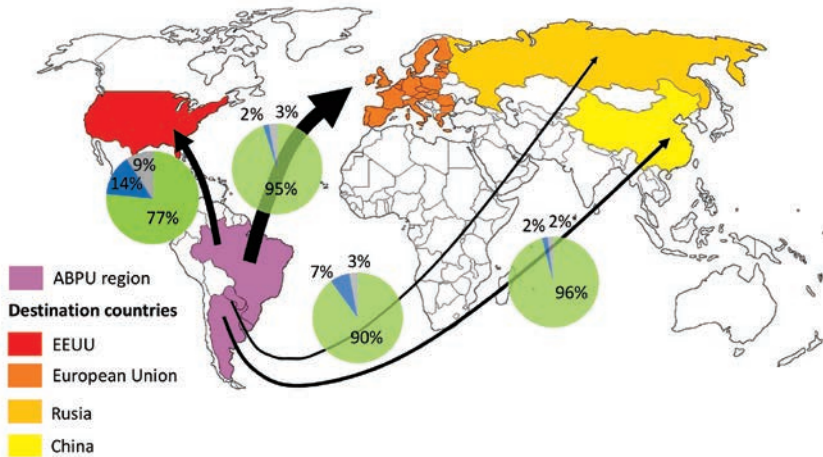 2%
3%
95%
9%
14%
77%
2%
2%
96%
7%
3%
90%
ABPU region
Destination countries
EEUU
European Union
Rusia
China